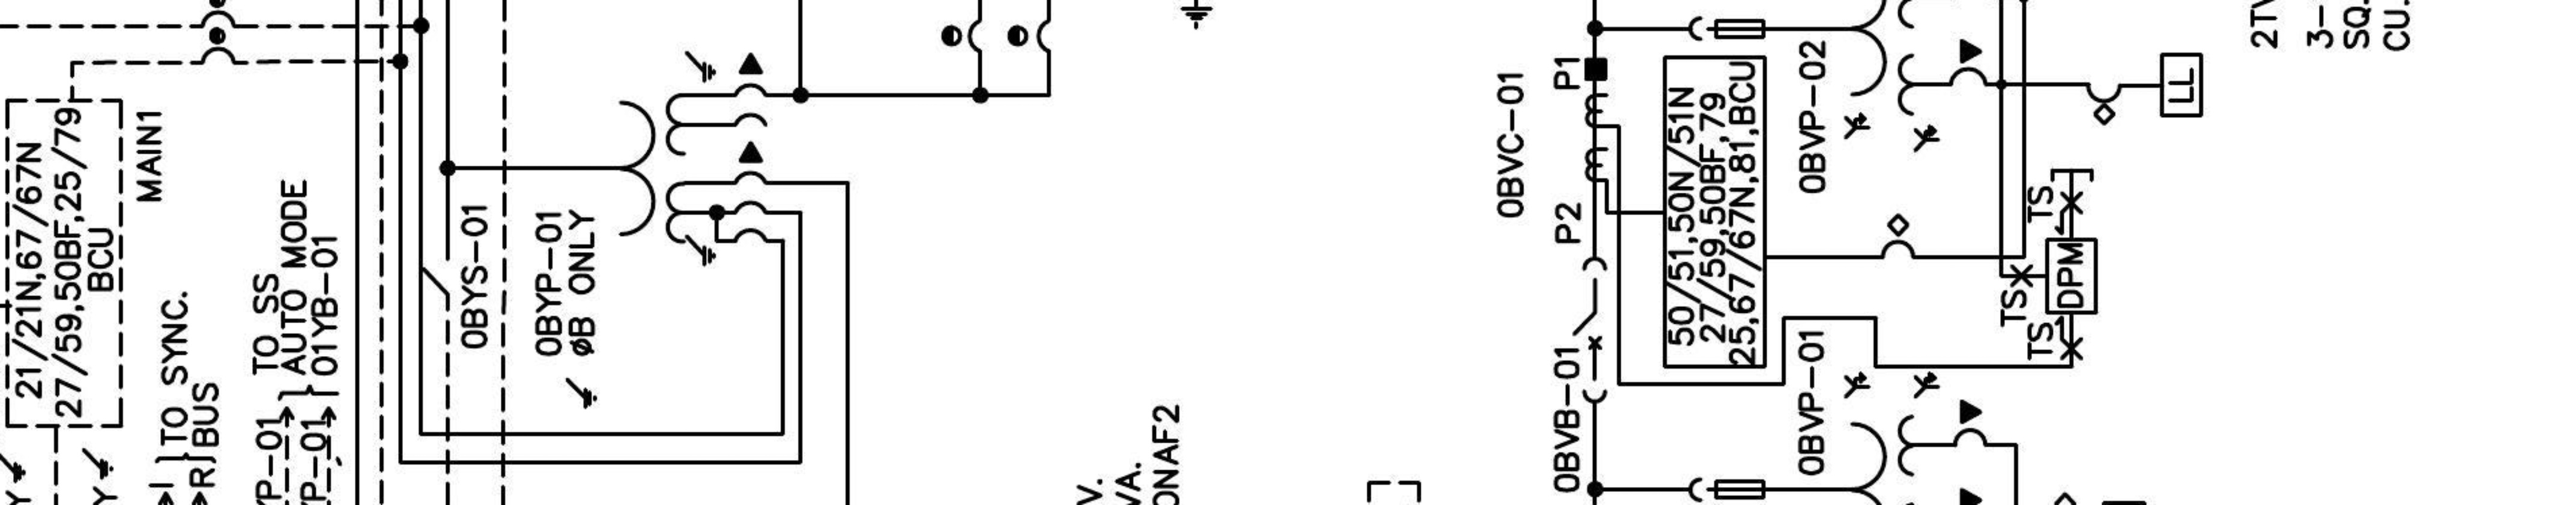 21/21N,67/67N
27/59,50BF,25/79
BCU
MAIN1
TO SYNC.
BUS
I
R
TO SS
AUTO MODE
01YB-01
YP-01
YP-01
0BYS-01
0BYP-01
øB ONLY
Y
Y
V.
VA.
ONAF2
0BVC-01
P1
P2
0BVB-01
50/51,50N/51N
27/59,50BF,79
25,67/67N,81,BCU
0BVP-02
0BVP-01
LL
TS
DPM
TS
TS
3-
SQ.
CU.